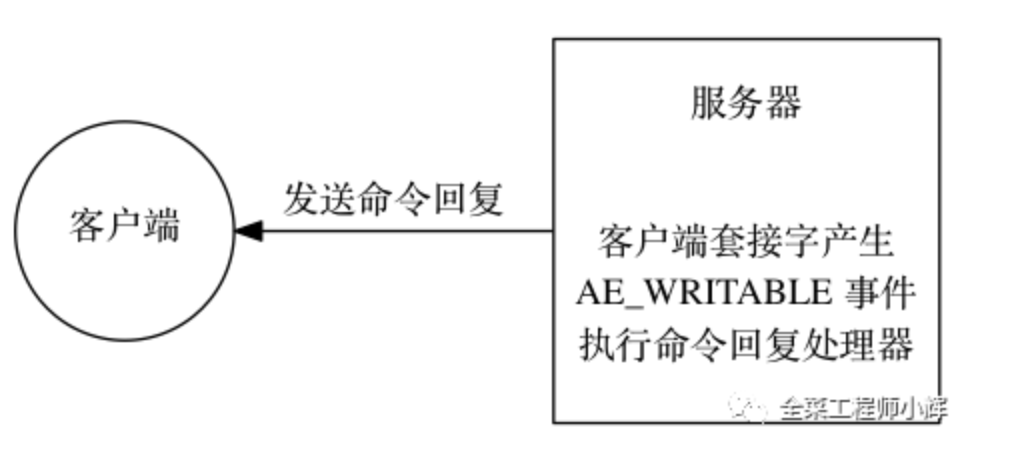 服务器
客户端
发送命令回复
客户端套接字产生
AE_WRITABLE 事件
执行命令回复处理器
全菜工程师小辉